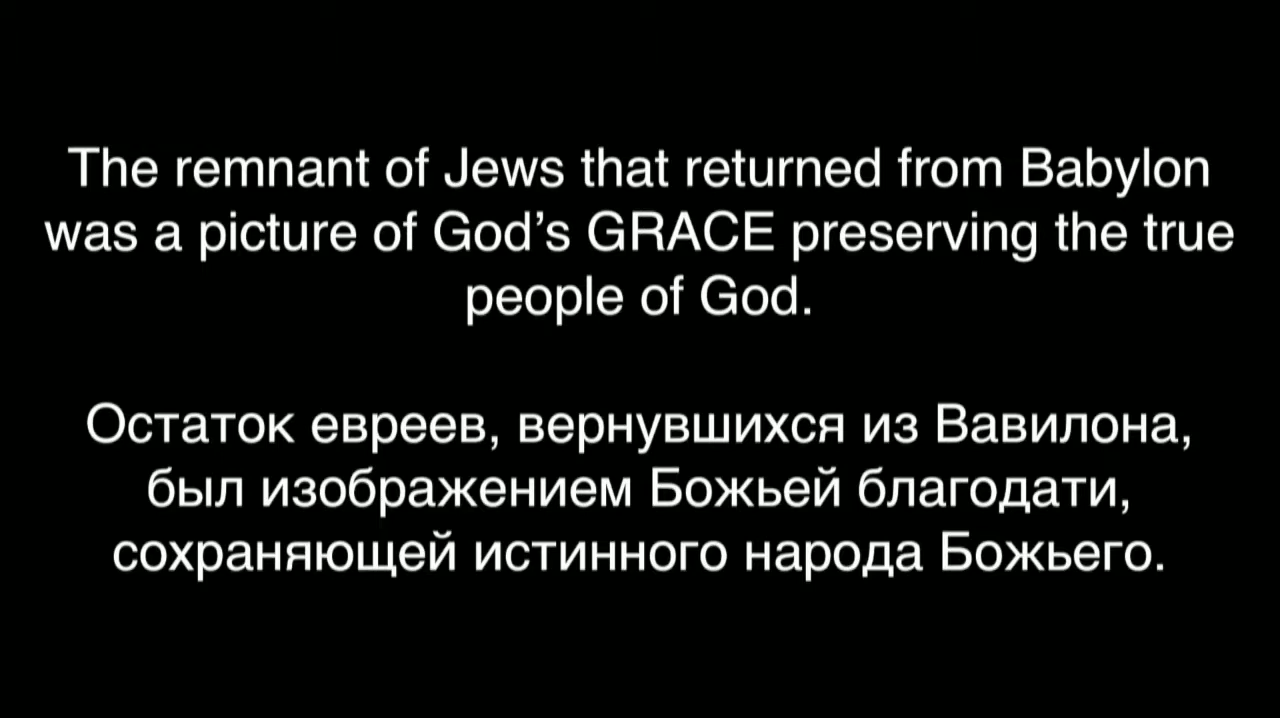 The remnant of Jews that returned from Babylon
was a picture of God’s GRACE preserving the true
people of God.
Остаток евреев, вернувшихся из Вавилона,
был изображением Божьей благодати,
сохраняющей истинного народа Божьего.